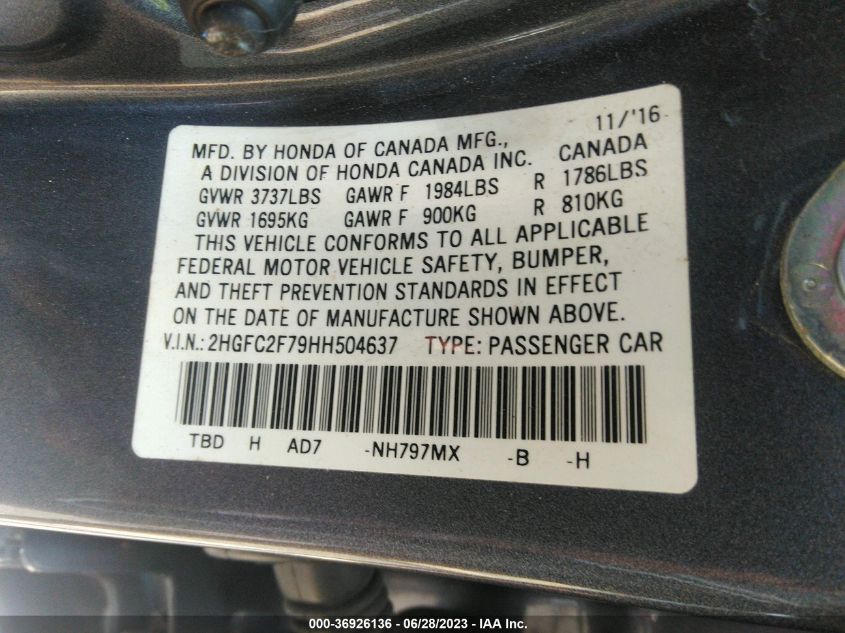 11/'16
MFD. BY HONDA OF CANADA MFG., CANADA
A DIVISION OF HONDA CANADA INC.
GVWR 3737LBS GAWR F 1984LBS R 1786LBS
GVWR 1695KG GAWR F 900KG R 810KG
THIS VEHICLE CONFORMS TO ALL APPLICABLE
FEDERAL MOTOR VEHICLE SAFETY, BUMPER,
AND THEFT PREVENTION STANDARDS IN EFFECT
ON THE DATE OF MANUFACTURE SHOWN ABOVE.
V.I.N.: 2HGFC2F79HH504637 TYPE: PASSENGER CAR
TBD H AD7 -NH797MX -B -H
000-36926136 - 06/28/2023 - IAA Inc.